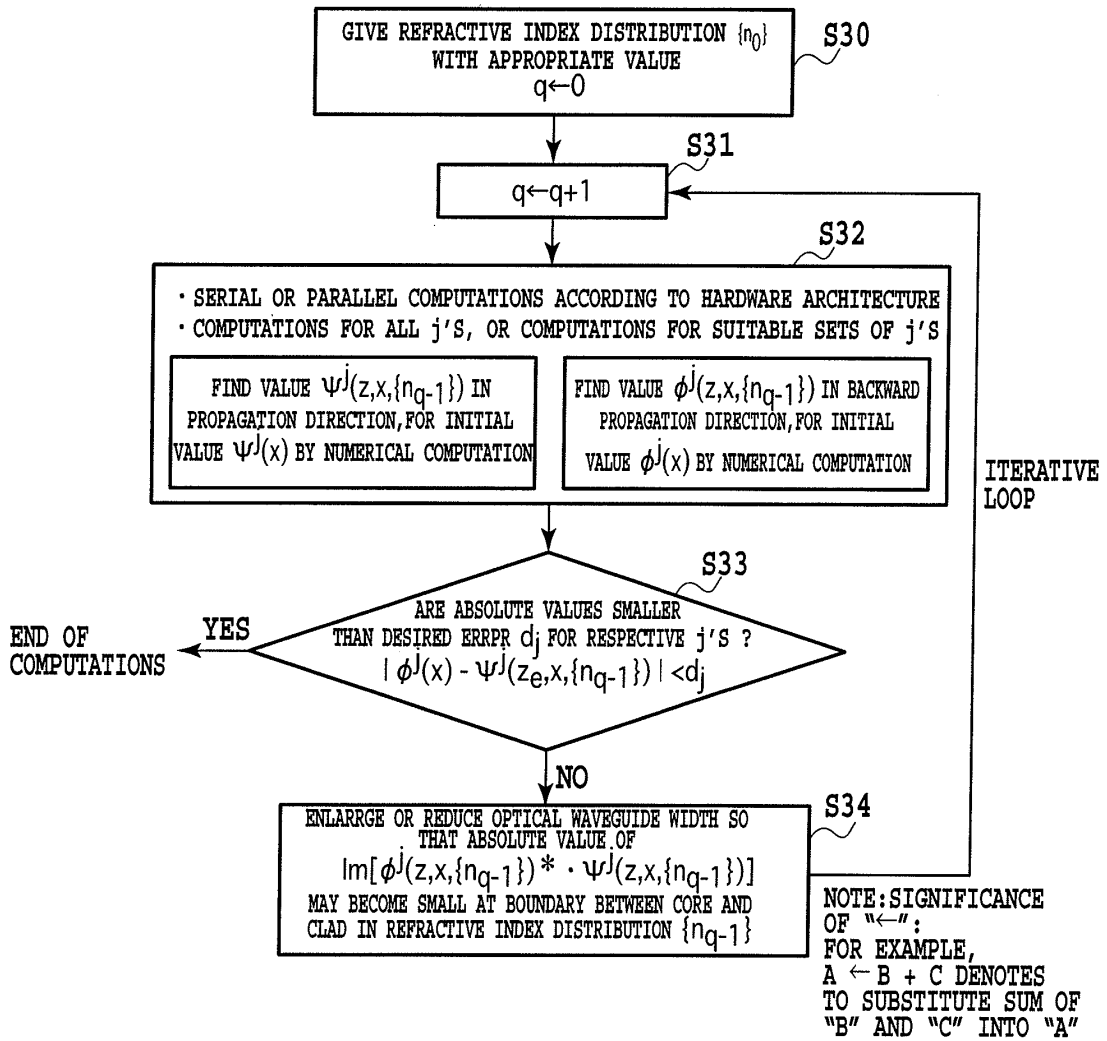 GIVE REFRACTIVE INDEX DISTRIBUTION {n₀}
WITH APPROPRIATE VALUE
q←0
S30
S31
q←q+1
S32
・SERIAL OR PARALLEL COMPUTATIONS ACCORDING TO HARDWARE ARCHITECTURE
・COMPUTATIONS FOR ALL j'S, OR COMPUTATIONS FOR SUITABLE SETS OF j'S
FIND VALUE Ψʲ(z,x,{n_{q-1}}) IN
PROPAGATION DIRECTION,FOR INITIAL
VALUE Ψʲ(x) BY NUMERICAL COMPUTATION
FIND VALUE ϕʲ(z,x,{n_{q-1}}) IN BACKWARD
PROPAGATION DIRECTION,FOR INITIAL
VALUE ϕʲ(x) BY NUMERICAL COMPUTATION
ITERATIVE
LOOP
S33
ARE ABSOLUTE VALUES SMALLER
THAN DESIRED ERRPR dⱼ FOR RESPECTIVE j'S ?
| ϕʲ(x) - Ψʲ(zₑ,x,{n_{q-1}}) | <dⱼ
YES
END OF
COMPUTATIONS
NO
S34
ENLARRGE OR REDUCE OPTICAL WAVEGUIDE WIDTH SO
THAT ABSOLUTE VALUE OF
Im[ϕʲ(z,x,{n_{q-1}})* · Ψʲ(z,x,{n_{q-1}})]
MAY BECOME SMALL AT BOUNDARY BETWEEN CORE AND
CLAD IN REFRACTIVE INDEX DISTRIBUTION {n_{q-1}}
NOTE:SIGNIFICANCE
OF "←":
FOR EXAMPLE,
A ← B + C DENOTES
TO SUBSTITUTE SUM OF
"B" AND "C" INTO "A"